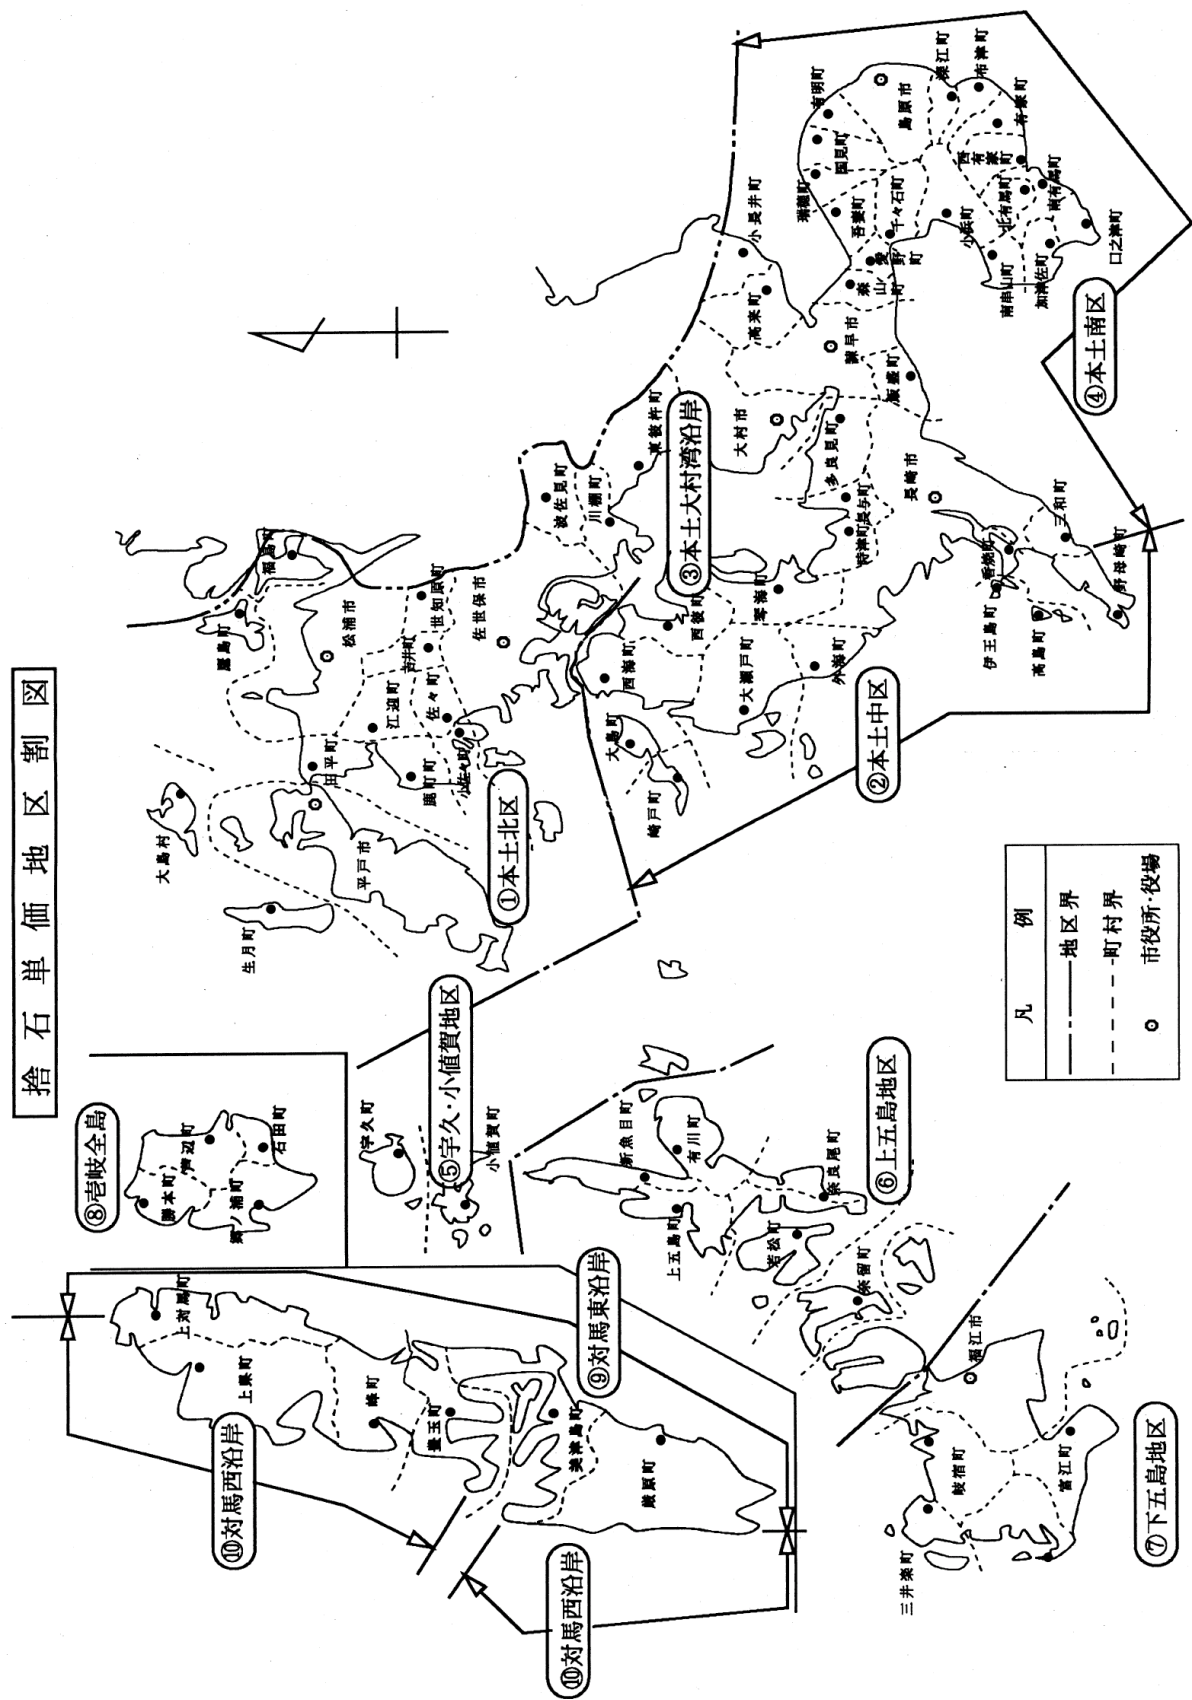 捨石単価地区割図
⑧壱岐全島
勝本町
芦辺町
郷ノ浦町
石田町
⑩対馬西沿岸
上対馬町
上県町
峰町
豊玉町
美津島町
厳原町
⑨対馬東沿岸
⑩対馬西沿岸
宇久町
⑤宇久・小値賀地区
小値賀町
新魚目町
有川町
上五島町
奈良尾町
若松町
奈留町
⑥上五島地区
福江市
岐宿町
三井楽町
富江町
⑦下五島地区
大島村
生月町
平戸市
田平町
鷹島町
福島町
松浦市
江迎町
鹿町町
佐々町
小佐々町
吉井町
世知原町
佐世保市
①本土北区
波佐見町
川棚町
東彼杵町
③本土大村湾沿岸
大村市
西海町
西彼町
大島町
崎戸町
大瀬戸町
琴海町
外海町
②本土中区
時津町
長与町
多良見町
長崎市
香焼町
伊王島町
高島町
三和町
野母崎町
小長井町
高来町
諫早市
飯盛町
森山町
愛野町
千々石町
吾妻町
瑞穂町
国見町
有明町
島原市
深江町
布津町
有家町
西有家町
北有馬町
南有馬町
口之津町
加津佐町
南串山町
小浜町
④本土南区
凡例
地区界
町村界
市役所・役場